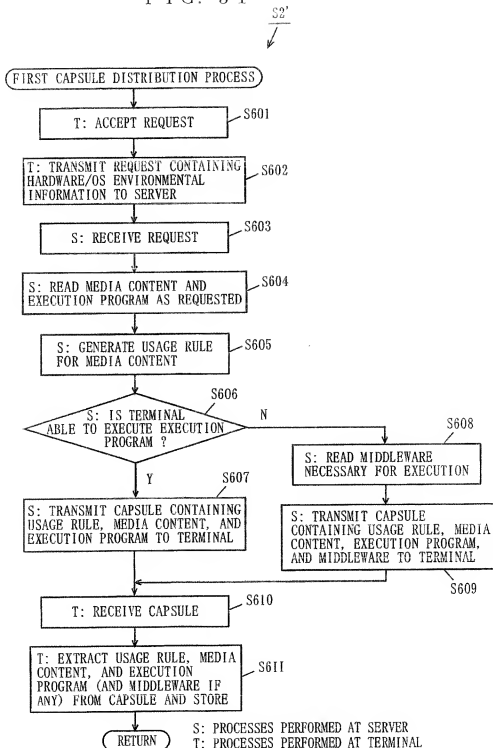 S2'
FIRST CAPSULE DISTRIBUTION PROCESS
S601
T: ACCEPT REQUEST
S602
T: TRANSMIT REQUEST CONTAINING
HARDWARE/OS ENVIRONMENTAL
INFORMATION TO SERVER
S603
S: RECEIVE REQUEST
S604
S: READ MEDIA CONTENT AND
EXECUTION PROGRAM AS REQUESTED
S605
S: GENERATE USAGE RULE
FOR MEDIA CONTENT
S606
S: IS TERMINAL
ABLE TO EXECUTE EXECUTION
PROGRAM ?
N
Y
S608
S: READ MIDDLEWARE
NECESSARY FOR EXECUTION
S607
S: TRANSMIT CAPSULE CONTAINING
USAGE RULE, MEDIA CONTENT, AND
EXECUTION PROGRAM TO TERMINAL
S: TRANSMIT CAPSULE
CONTAINING USAGE RULE, MEDIA
CONTENT, EXECUTION PROGRAM,
AND MIDDLEWARE TO TERMINAL
S609
S610
T: RECEIVE CAPSULE
S611
T: EXTRACT USAGE RULE, MEDIA
CONTENT, AND EXECUTION
PROGRAM (AND MIDDLEWARE IF
ANY) FROM CAPSULE AND STORE
RETURN
S: PROCESSES PERFORMED AT SERVER
T: PROCESSES PERFORMED AT TERMINAL